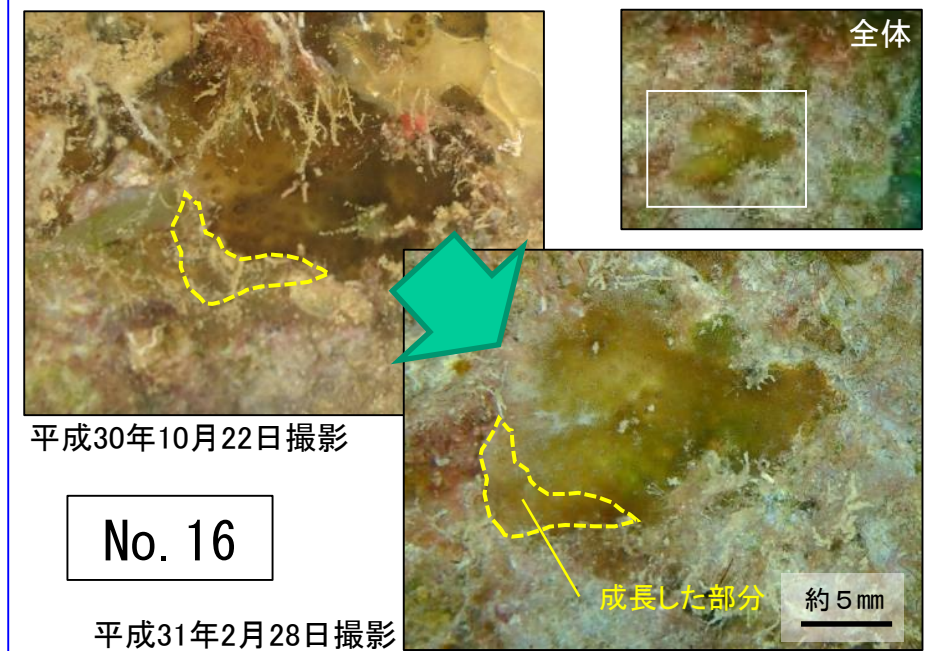 全体
平成30年10月22日撮影
No.16
成長した部分
約5㎜
平成31年2月28日撮影